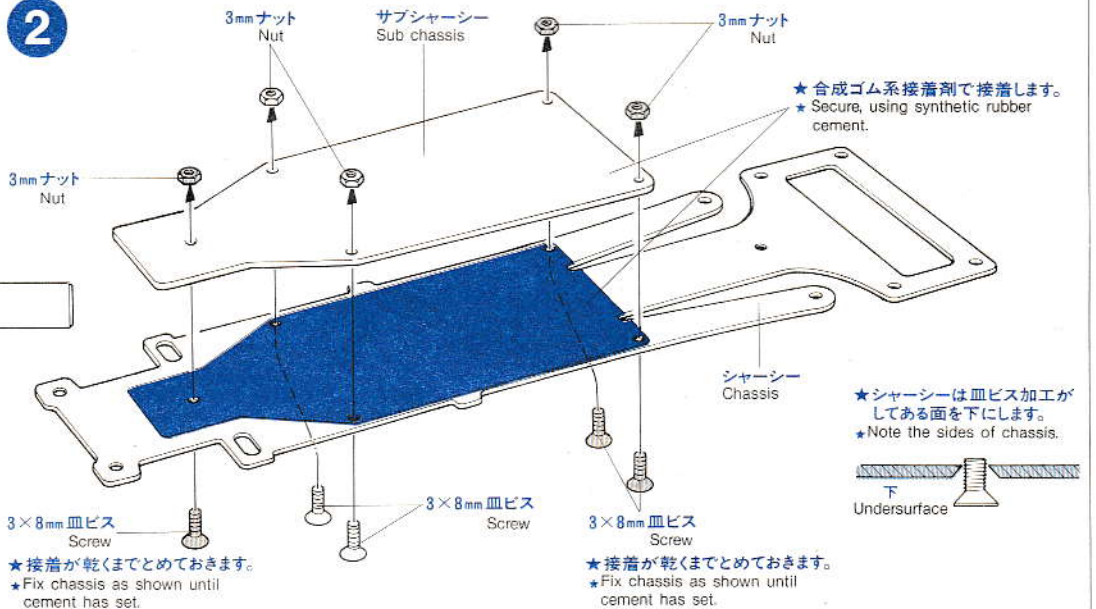 2
3mmナット
Nut
サブシャーシー
Sub chassis
3mmナット
Nut
★合成ゴム系接着剤で接着します。
★Secure, using synthetic rubber
cement.
3mmナット
Nut
シャーシー
Chassis
★シャーシーは皿ビス加工が
してある面を下にします。
★Note the sides of chassis.
下
Undersurface
3×8mm皿ビス
Screw
★接着が乾くまでとめておきます。
★Fix chassis as shown until
cement has set.
3×8mm皿ビス
Screw
3×8mm皿ビス
Screw
★接着が乾くまでとめておきます。
★Fix chassis as shown until
cement has set.